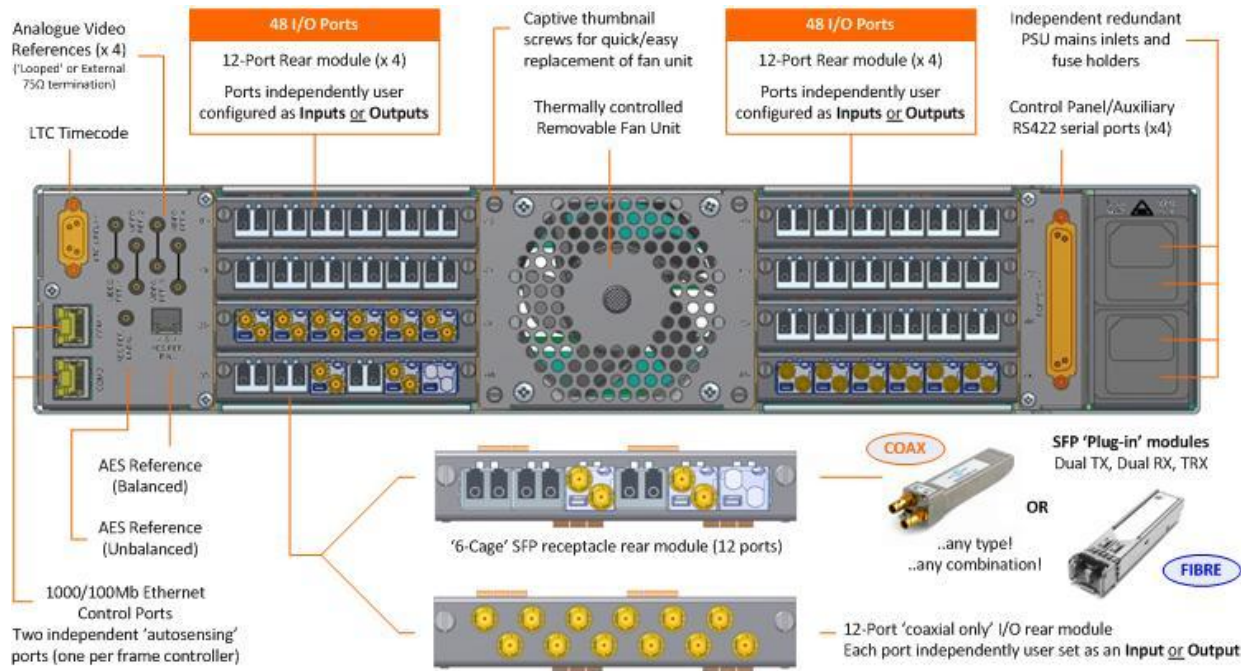 Analogue Video
References (x 4)
('Looped' or External
75Ω termination)
LTC Timecode
48 I/O Ports
12-Port Rear module (x 4)
Ports independently user
configured as Inputs or Outputs
Captive thumbnail
screws for quick/easy
replacement of fan unit
Thermally controlled
Removable Fan Unit
48 I/O Ports
12-Port Rear module (x 4)
Ports independently user
configured as Inputs or Outputs
Independent redundant
PSU mains inlets and
fuse holders
Control Panel/Auxiliary
RS422 serial ports (x4)
AES Reference
(Balanced)
AES Reference
(Unbalanced)
1000/100Mb Ethernet
Control Ports
Two independent 'autosensing'
ports (one per frame controller)
'6-Cage' SFP receptacle rear module (12 ports)
COAX
SFP 'Plug-in' modules
Dual TX, Dual RX, TRX
OR
..any type!
..any combination!
FIBRE
12-Port 'coaxial only' I/O rear module
Each port independently user set as an Input or Output